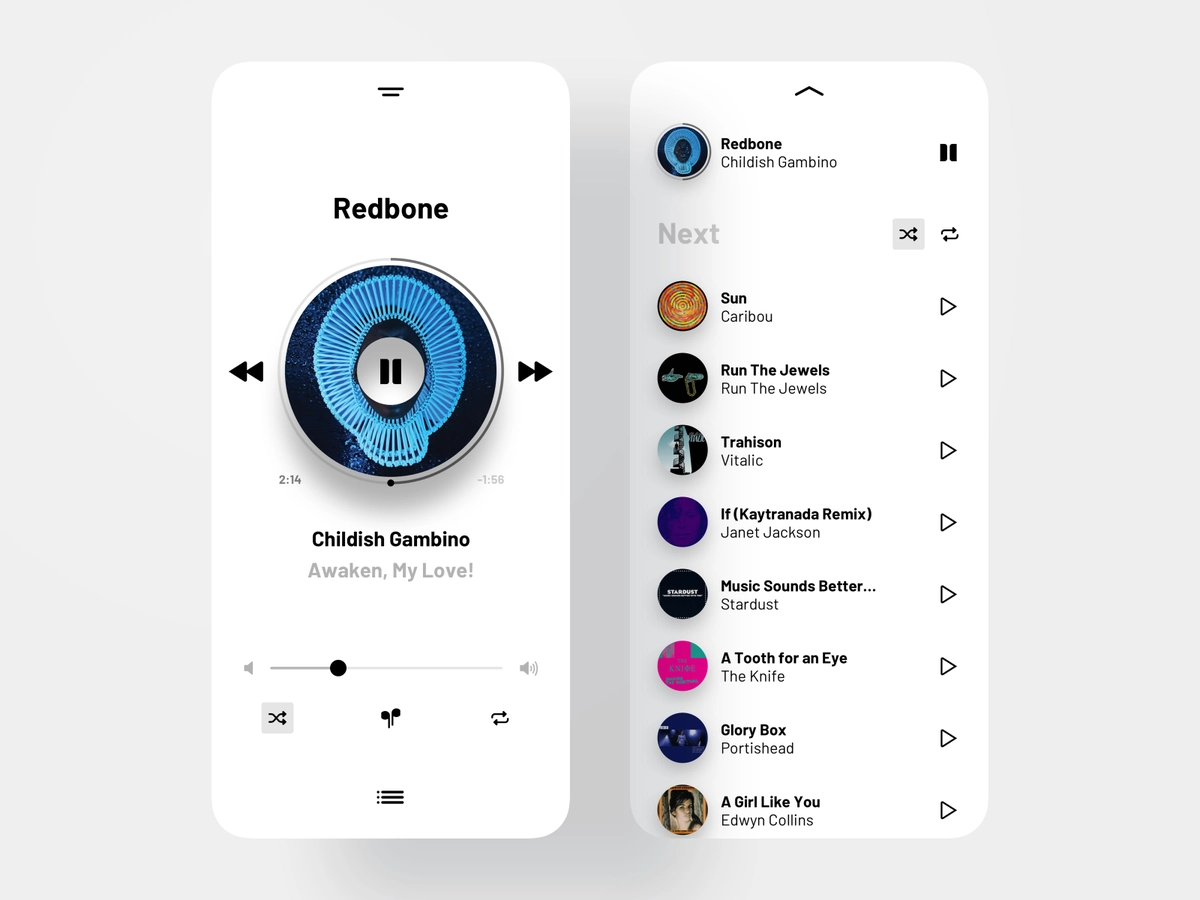 Redbone
2:14
-1:56
Childish Gambino
Awaken, My Love!
Redbone
Childish Gambino
Next
Sun
Caribou
Run The Jewels
Run The Jewels
Trahison
Vitalic
If (Kaytranada Remix)
Janet Jackson
STARDUST
Music Sounds Better...
Stardust
KNIFE
A Tooth for an Eye
The Knife
Glory Box
Portishead
A Girl Like You
Edwyn Collins